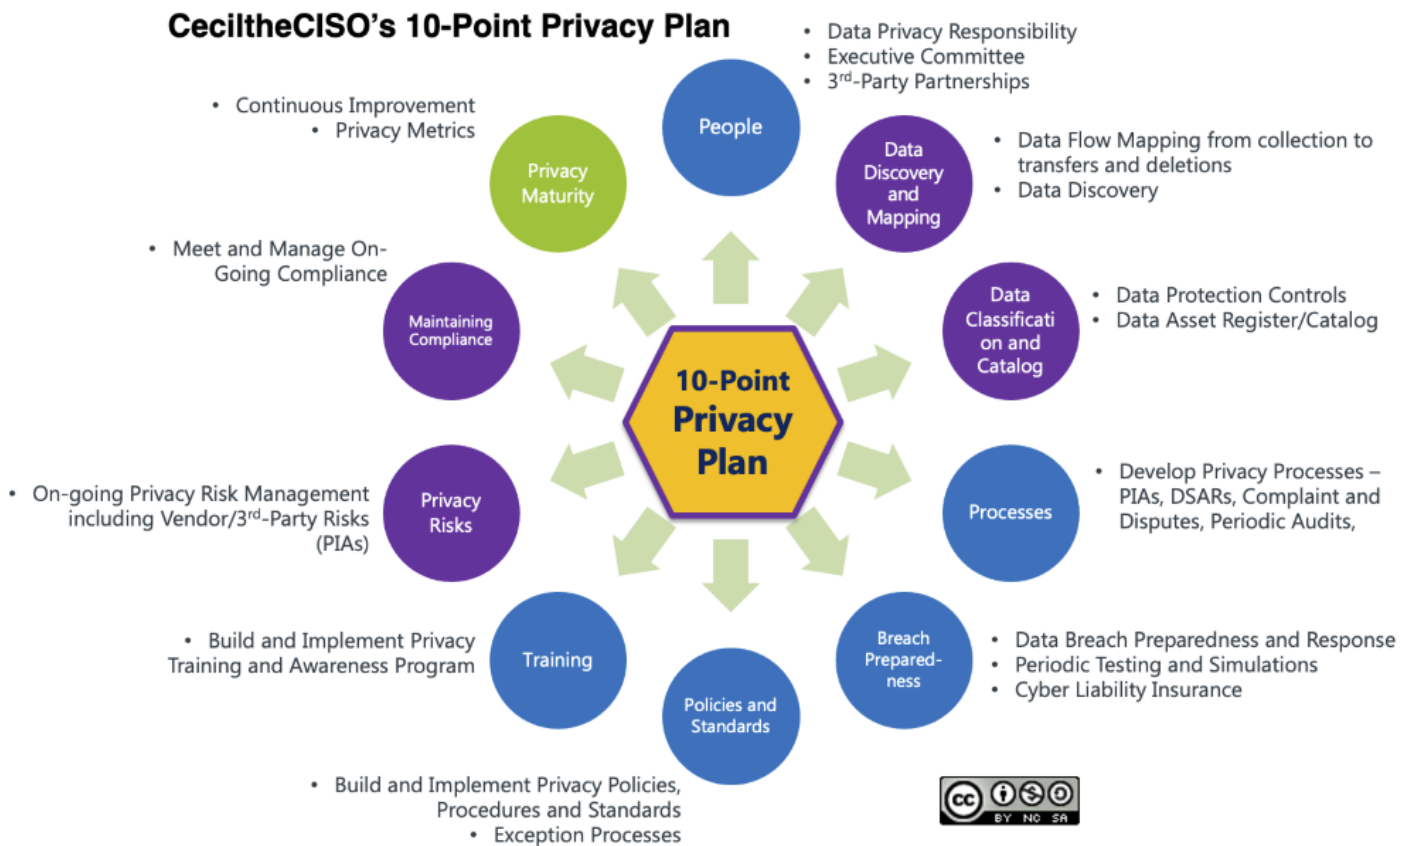 CeciltheCISO's 10-Point Privacy Plan
People
• Data Privacy Responsibility
• Executive Committee
• 3rd-Party Partnerships
Data
Discovery
and
Mapping
• Data Flow Mapping from collection to
transfers and deletions
• Data Discovery
Data
Classificati
on and
Catalog
• Data Protection Controls
• Data Asset Register/Catalog
Processes
• Develop Privacy Processes –
PIAs, DSARs, Complaint and
Disputes, Periodic Audits,
Breach
Prepared-
ness
• Data Breach Preparedness and Response
• Periodic Testing and Simulations
• Cyber Liability Insurance
Policies and
Standards
• Build and Implement Privacy Policies,
Procedures and Standards
• Exception Processes
Training
• Build and Implement Privacy
Training and Awareness Program
Privacy
Risks
• On-going Privacy Risk Management
including Vendor/3rd-Party Risks
(PIAs)
Maintaining
Compliance
• Meet and Manage On-
Going Compliance
Privacy
Maturity
• Continuous Improvement
• Privacy Metrics
10-Point
Privacy
Plan
cc
BY NC SA